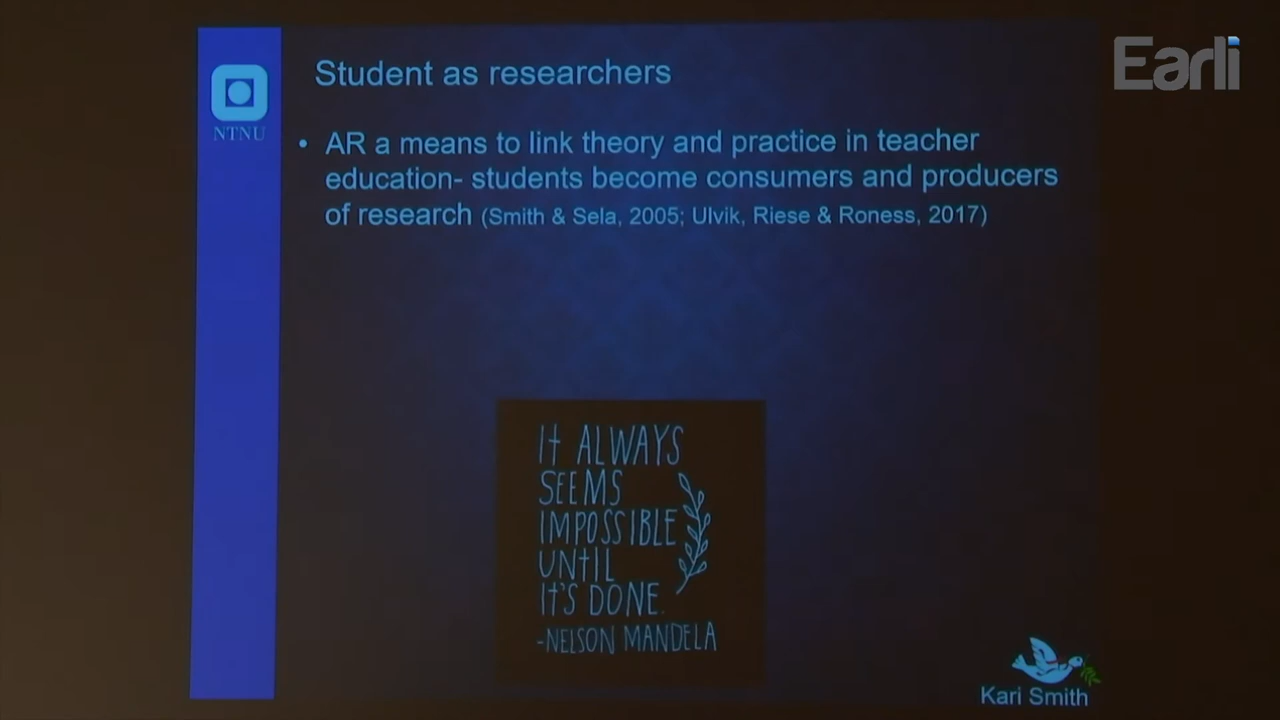 Earli
NTNU
Student as researchers
• AR a means to link theory and practice in teacher
education- students become consumers and producers
of research (Smith & Sela, 2005; Ulvik, Riese & Roness, 2017)
It ALWAYS
SEEMS
IMPOSSIBLE
UNtIL
It'S DONE.
-NELSON MANDELA
Kari Smith